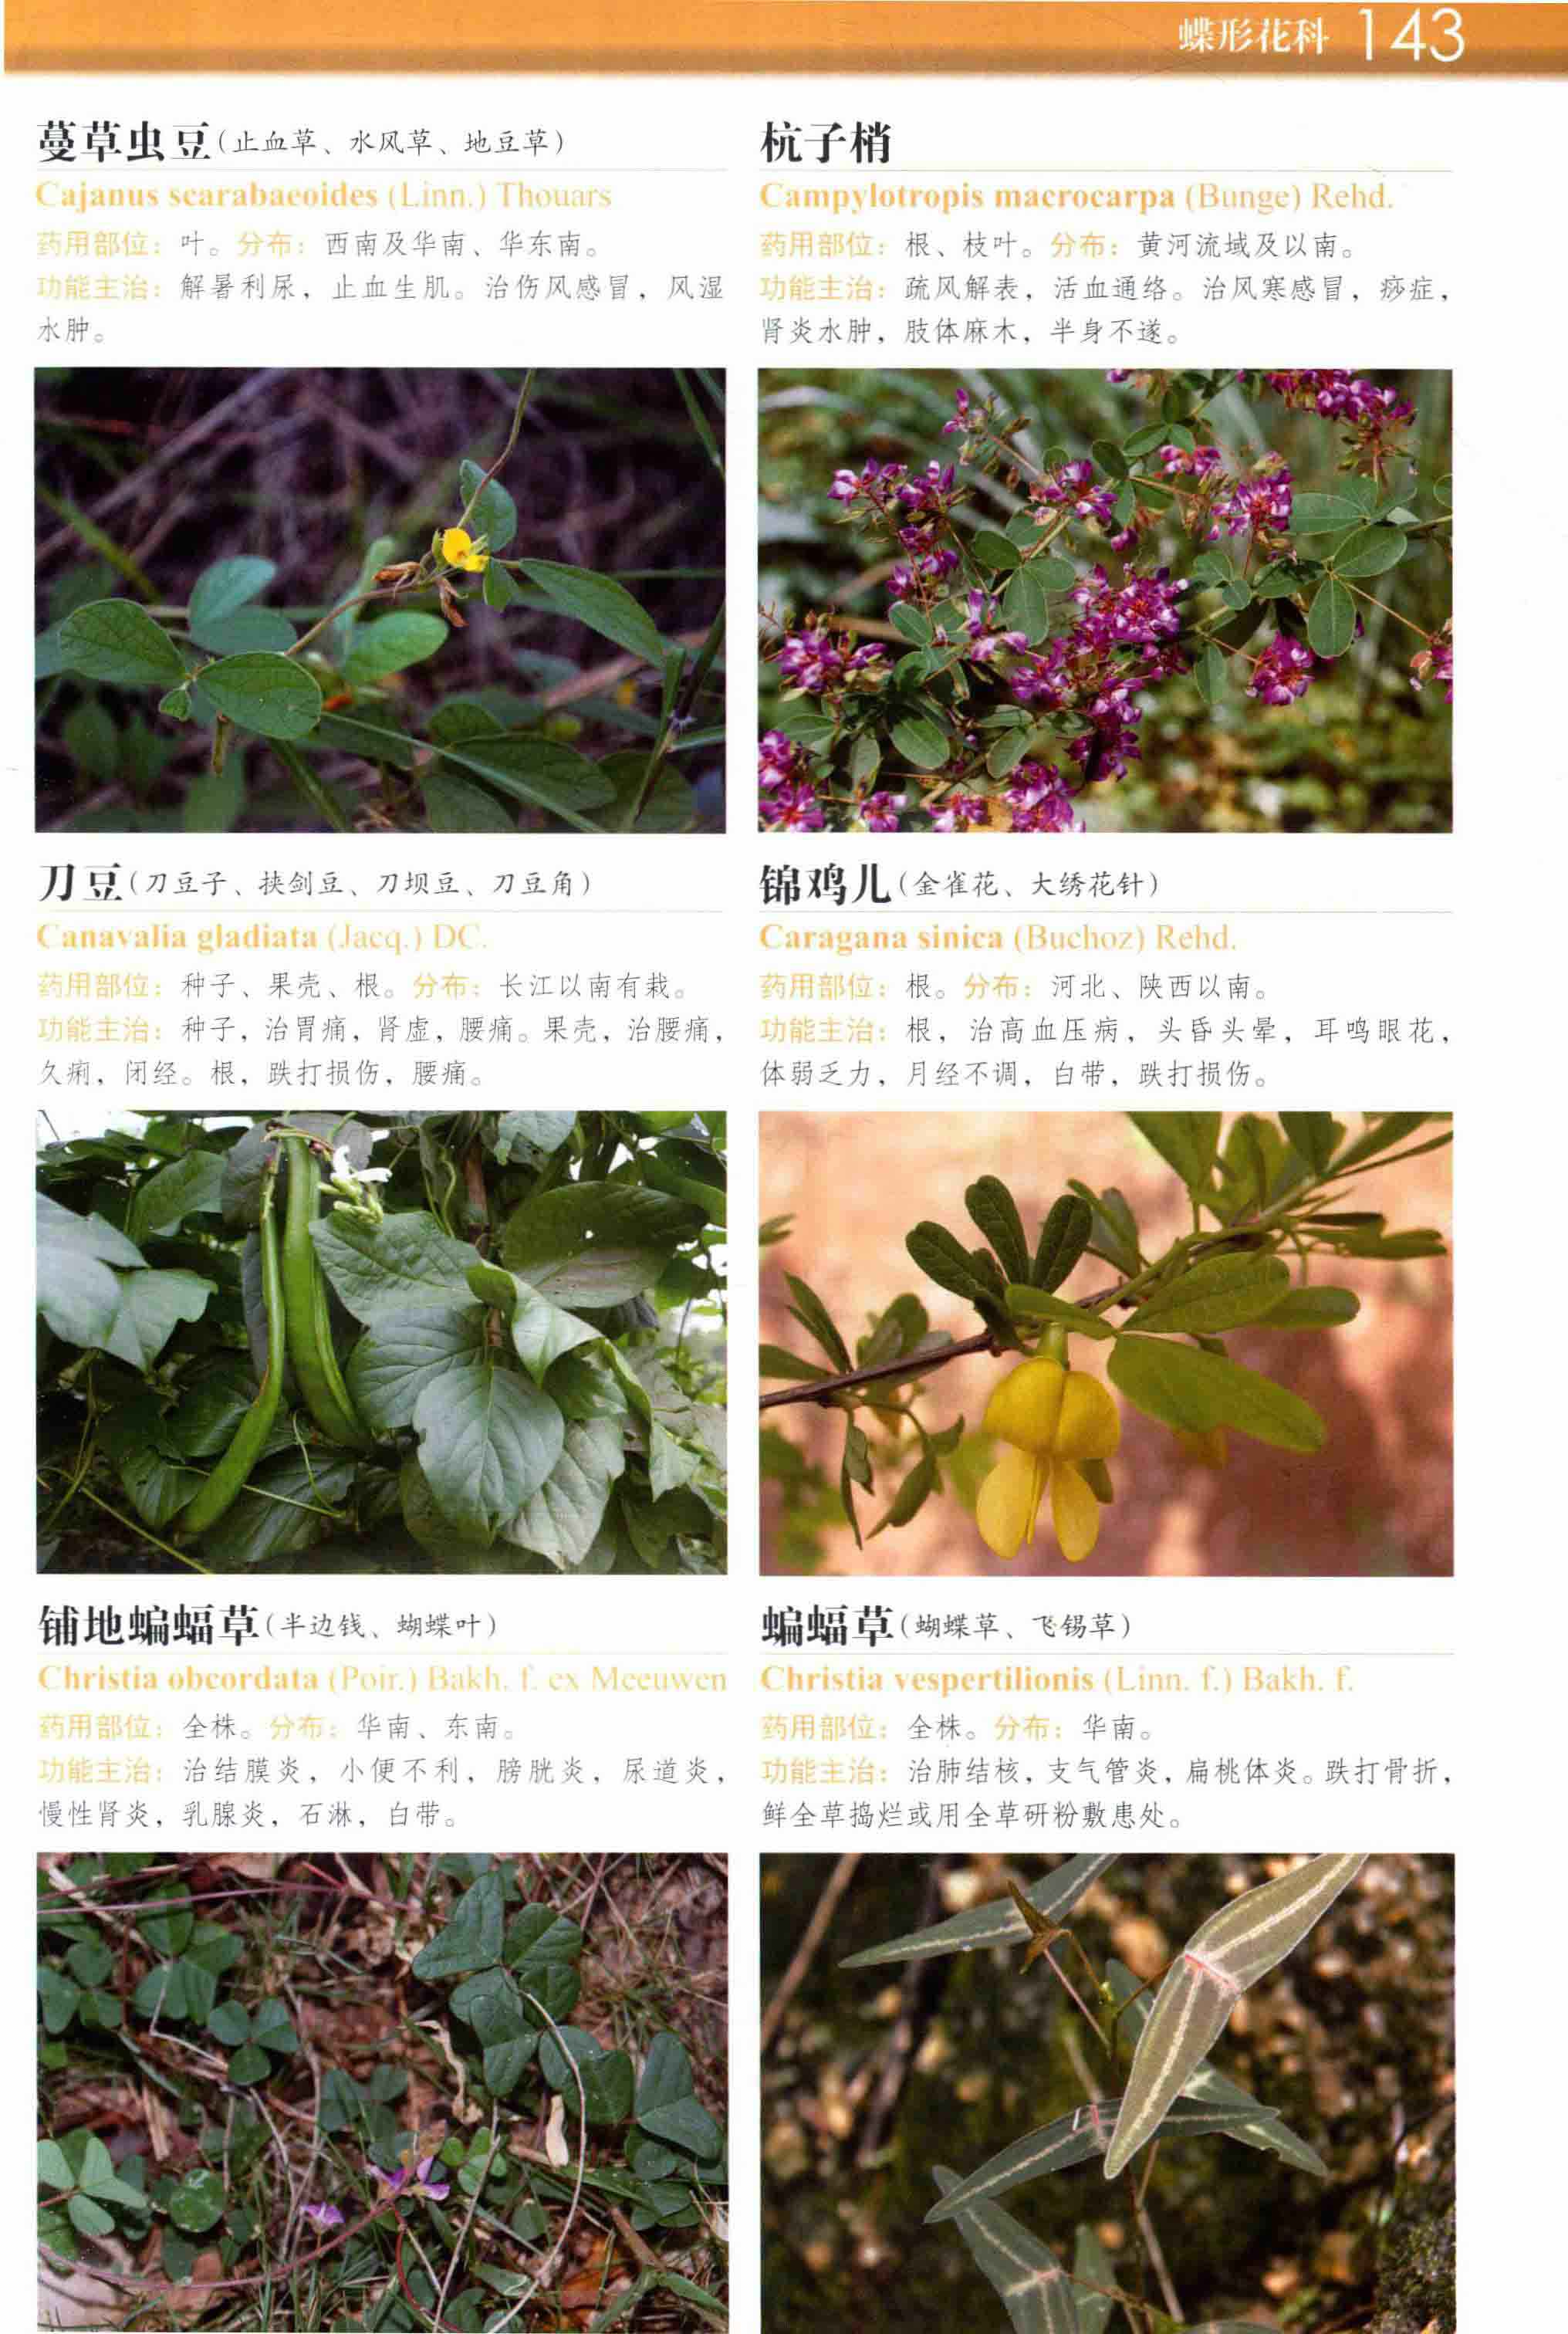 蝶形花科 143
蔓草虫豆(止血草、水风草、地豆草)
Cajanus scarabaeoides (Linn.) Thouars
药用部位：叶。分布：西南及华南、华东南。
功能主治：解暑利尿，止血生肌。治伤风感冒，风湿
水肿。
杭子梢
Campylotropis macrocarpa (Bunge) Rehd.
药用部位：根、枝叶。分布：黄河流域及以南。
功能主治：疏风解表，活血通络。治风寒感冒，痧症，
肾炎水肿，肢体麻木，半身不遂。
刀豆(刀豆子、挟剑豆、刀坝豆、刀豆角)
Canavalia gladiata (Jacq.) DC.
药用部位：种子、果壳、根。分布：长江以南有栽。
功能主治：种子，治胃痛，肾虚，腰痛。果壳，治腰痛，
久痢，闭经。根，跌打损伤，腰痛。
锦鸡儿(金雀花、大绣花针)
Caragana sinica (Buchoz) Rehd.
药用部位：根。分布：河北、陕西以南。
功能主治：根，治高血压病，头昏头晕，耳鸣眼花，
体弱乏力，月经不调，白带，跌打损伤。
铺地蝙蝠草(半边钱、蝴蝶叶)
Christia obcordata (Poir.) Bakh. f. ex Meeuwen
药用部位：全株。分布：华南、东南。
功能主治：治结膜炎，小便不利，膀胱炎，尿道炎，
慢性肾炎，乳腺炎，石淋，白带。
蝙蝠草(蝴蝶草、飞锡草)
Christia vespertilionis (Linn. f.) Bakh. f.
药用部位：全株。分布：华南。
功能主治：治肺结核，支气管炎，扁桃体炎。跌打骨折，
鲜全草捣烂或用全草研粉敷患处。